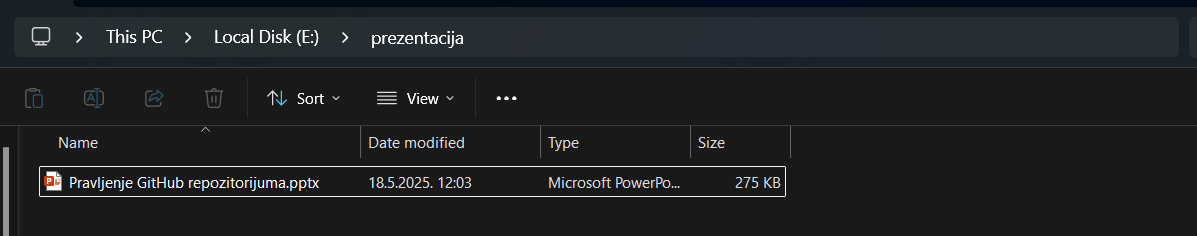 This PC > Local Disk (E:) > prezentacija
Sort View
Name Date modified Type Size
Pravljenje GitHub repozitorijuma.pptx 18.5.2025. 12:03 Microsoft PowerPo... 275 KB